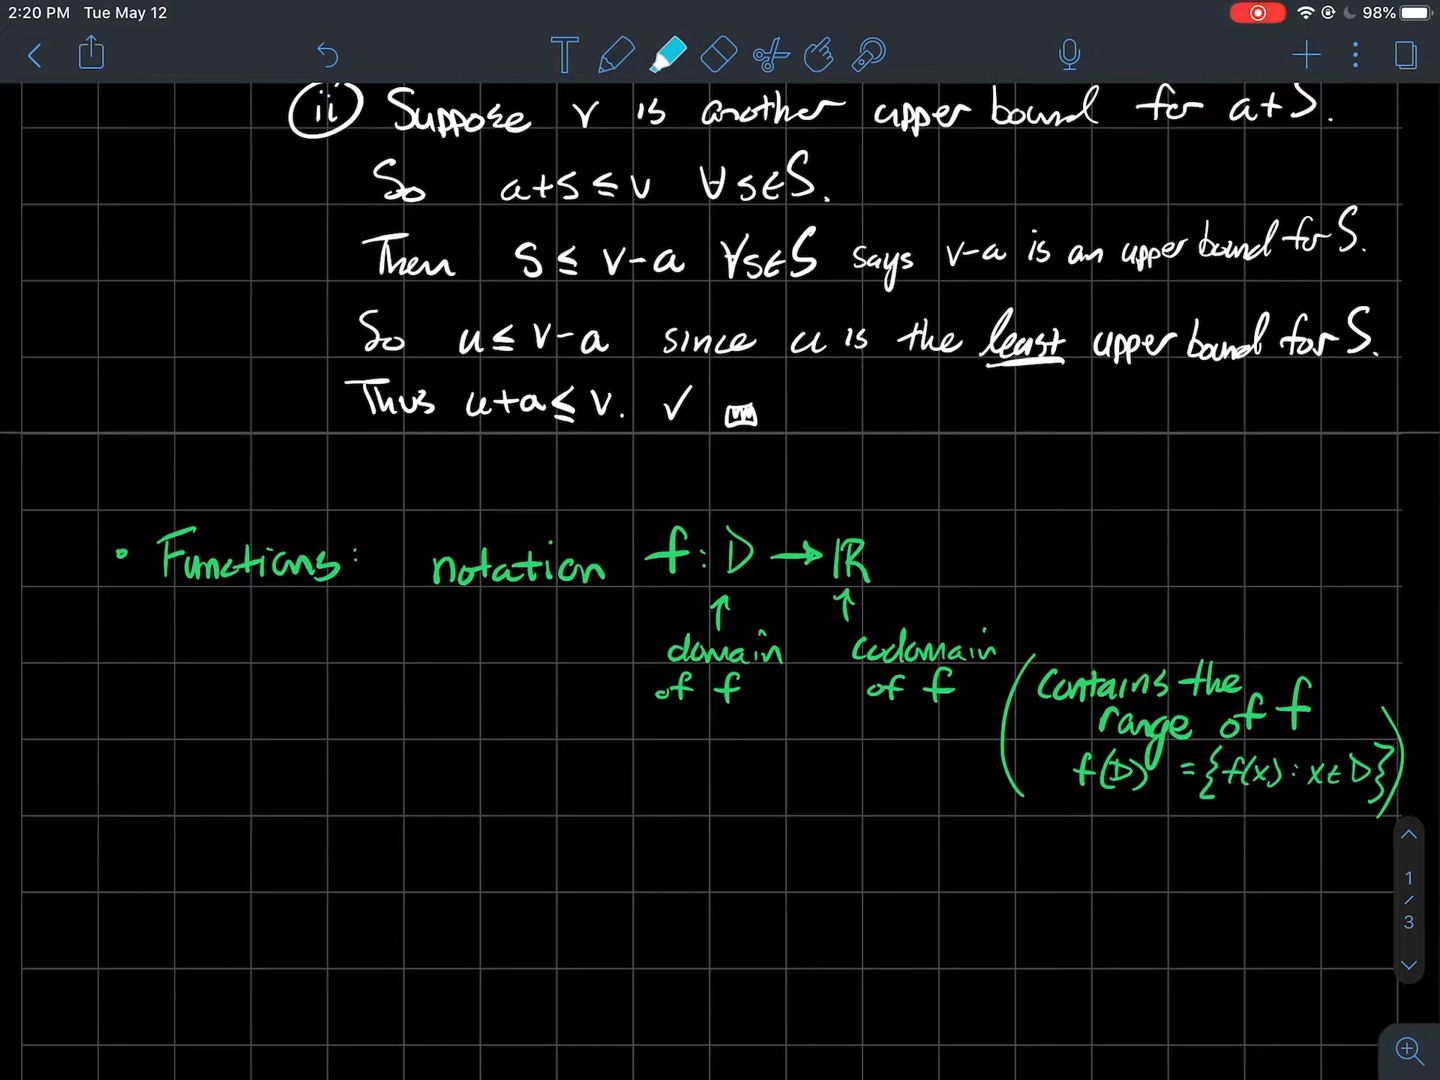 2:20 PM Tue May 12
98%
(ii) Suppose v is another upper bound for a+S.
So a+s ≤ v ∀s∈S.
Then s ≤ v-a ∀s∈S says v-a is an upper bound for S.
So u ≤ v-a since u is the least upper bound for S.
Thus u+a ≤ v. ✓
• Functions: notation f: D → ℝ
↑ ↑
domain of f
codomain of f
(contains the
range of f
f(D) = {f(x) : x∈D})
1
/
3